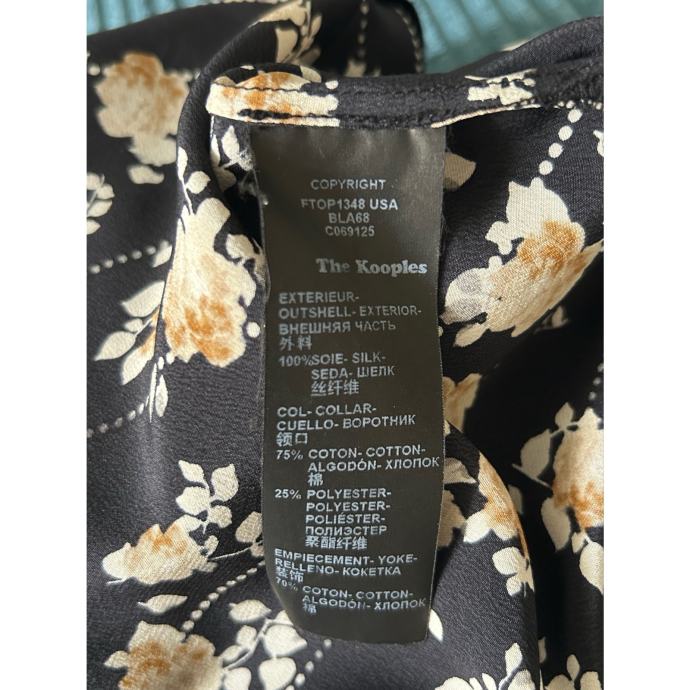 COPYRIGHT
FTOP1348 USA
BLA68
C069125
The Kooples
EXTERIEUR-
OUTSHELL- EXTERIOR-
ВНЕШНЯЯ ЧАСТЬ
外料
100%SOIE- SILK-
SEDA- ШЕЛК
丝纤维
COL- COLLAR-
CUELLO- ВОРОТНИК
领口
75% COTON- COTTON-
ALGODÓN- ХЛОПОК
棉
25% POLYESTER-
POLYESTER-
POLIÉSTER-
ПОЛИЭСТЕР
聚酯纤维
EMPIECEMENT- YOKE-
RELLENO- КОКЕТКА
装饰
70% COTON- COTTON-
ALGODÓN- ХЛОПОК
棉